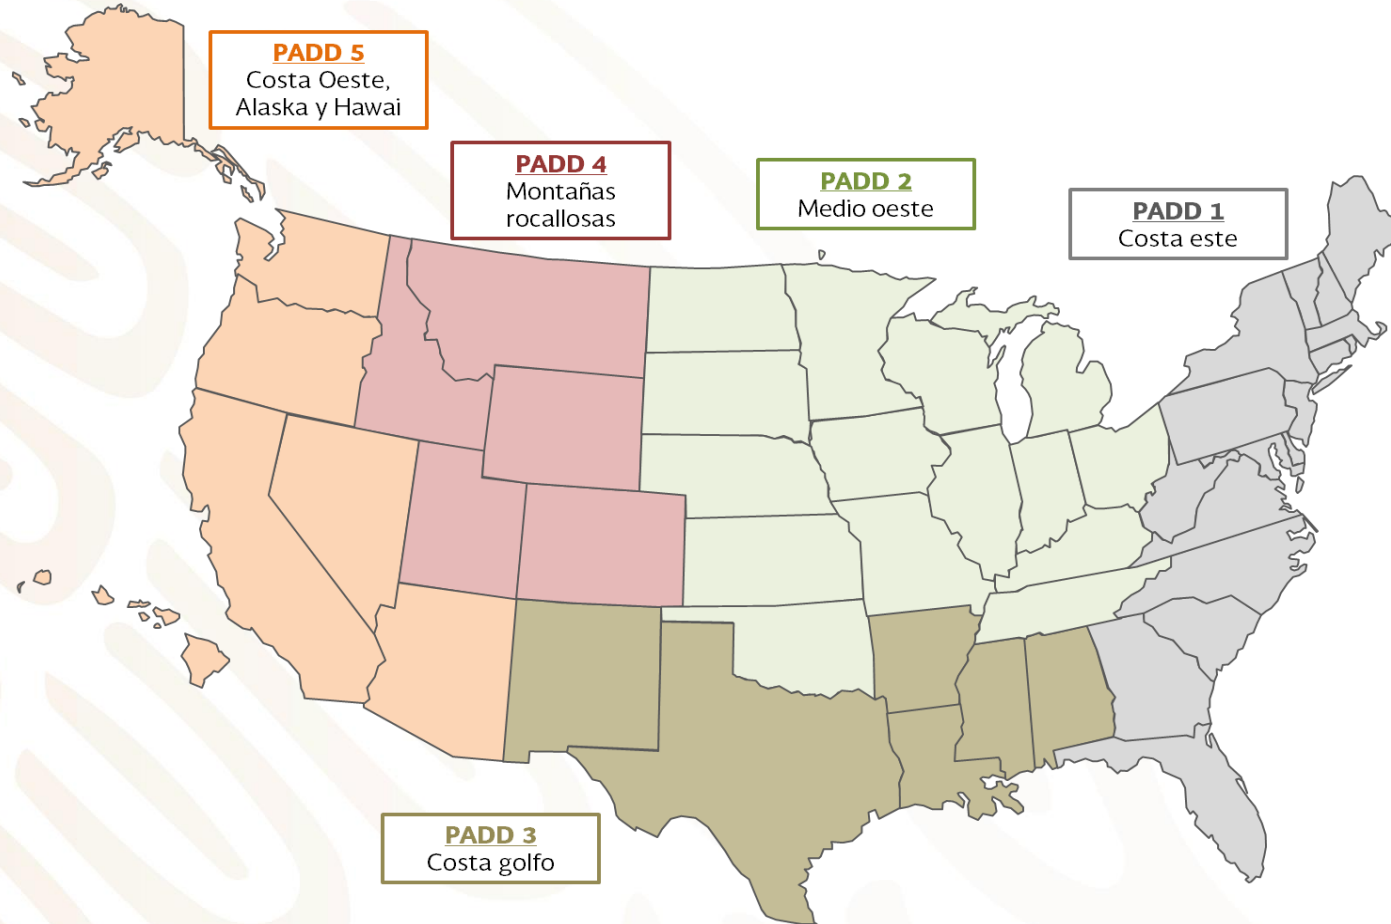 PADD 5
Costa Oeste,
Alaska y Hawai
PADD 4
Montañas
rocallosas
PADD 2
Medio oeste
PADD 1
Costa este
PADD 3
Costa golfo